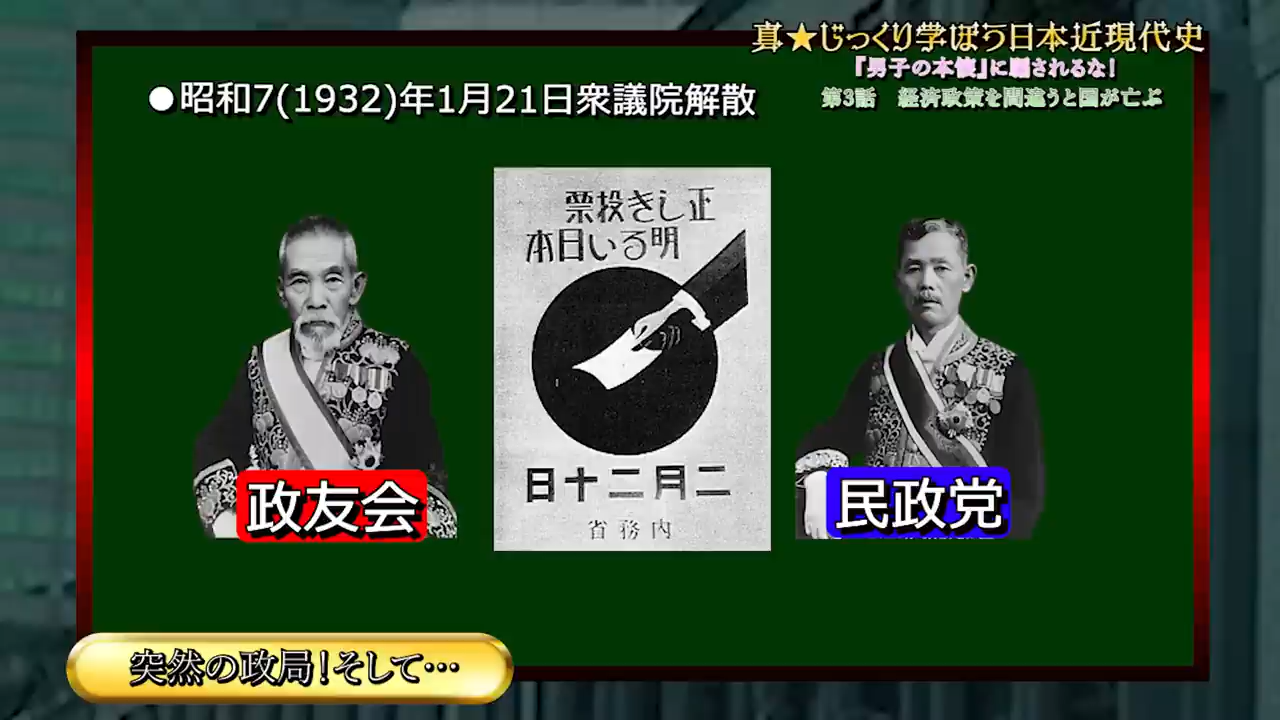 真★じっくり学ぼう日本近現代史
『男子の本懐』に騙されるな!
第3話 経済政策を間違うと国が亡ぶ
●昭和7(1932)年1月21日衆議院解散
票投きし正
本日いる明
日十二月二
省務内
政友会
民政党
突然の政局!そして…